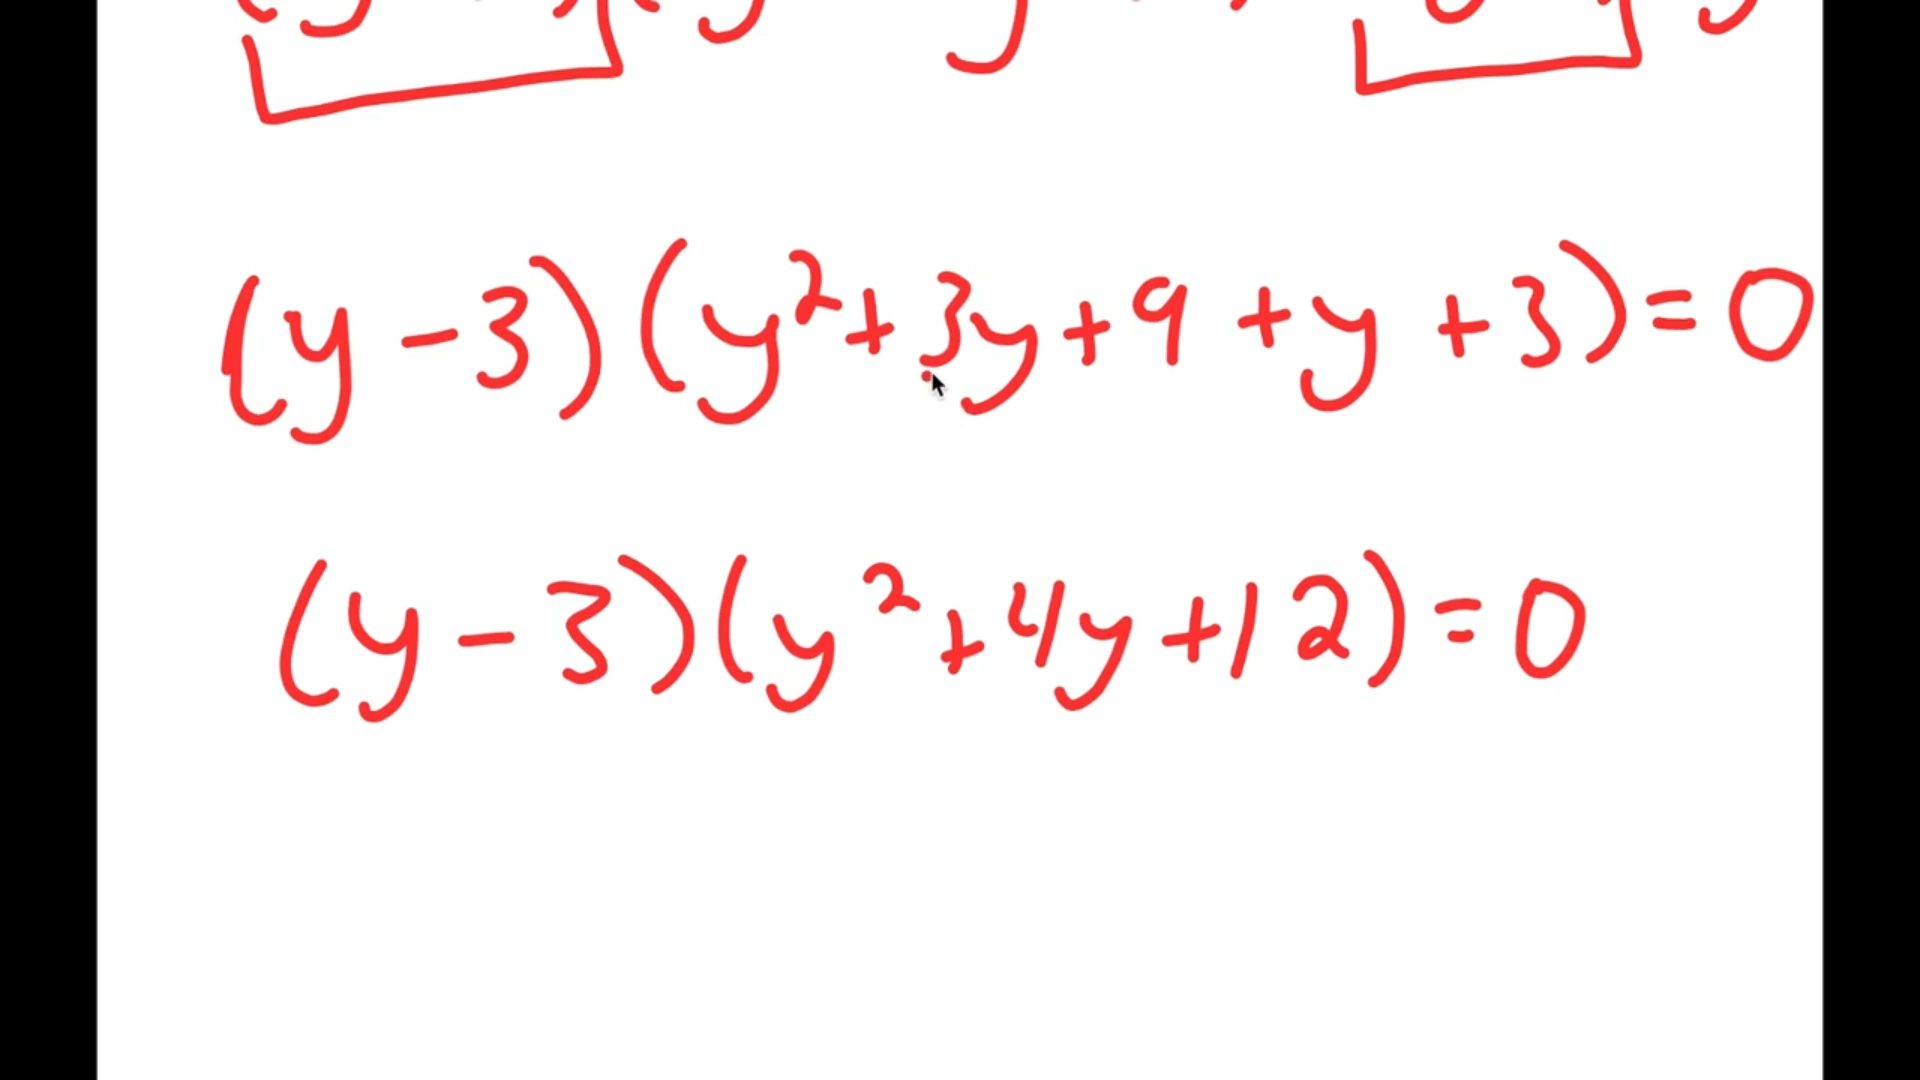 (y - 3)(y² + 3y + 9 + y + 3) = 0
(y - 3)(y² + 4y + 12) = 0